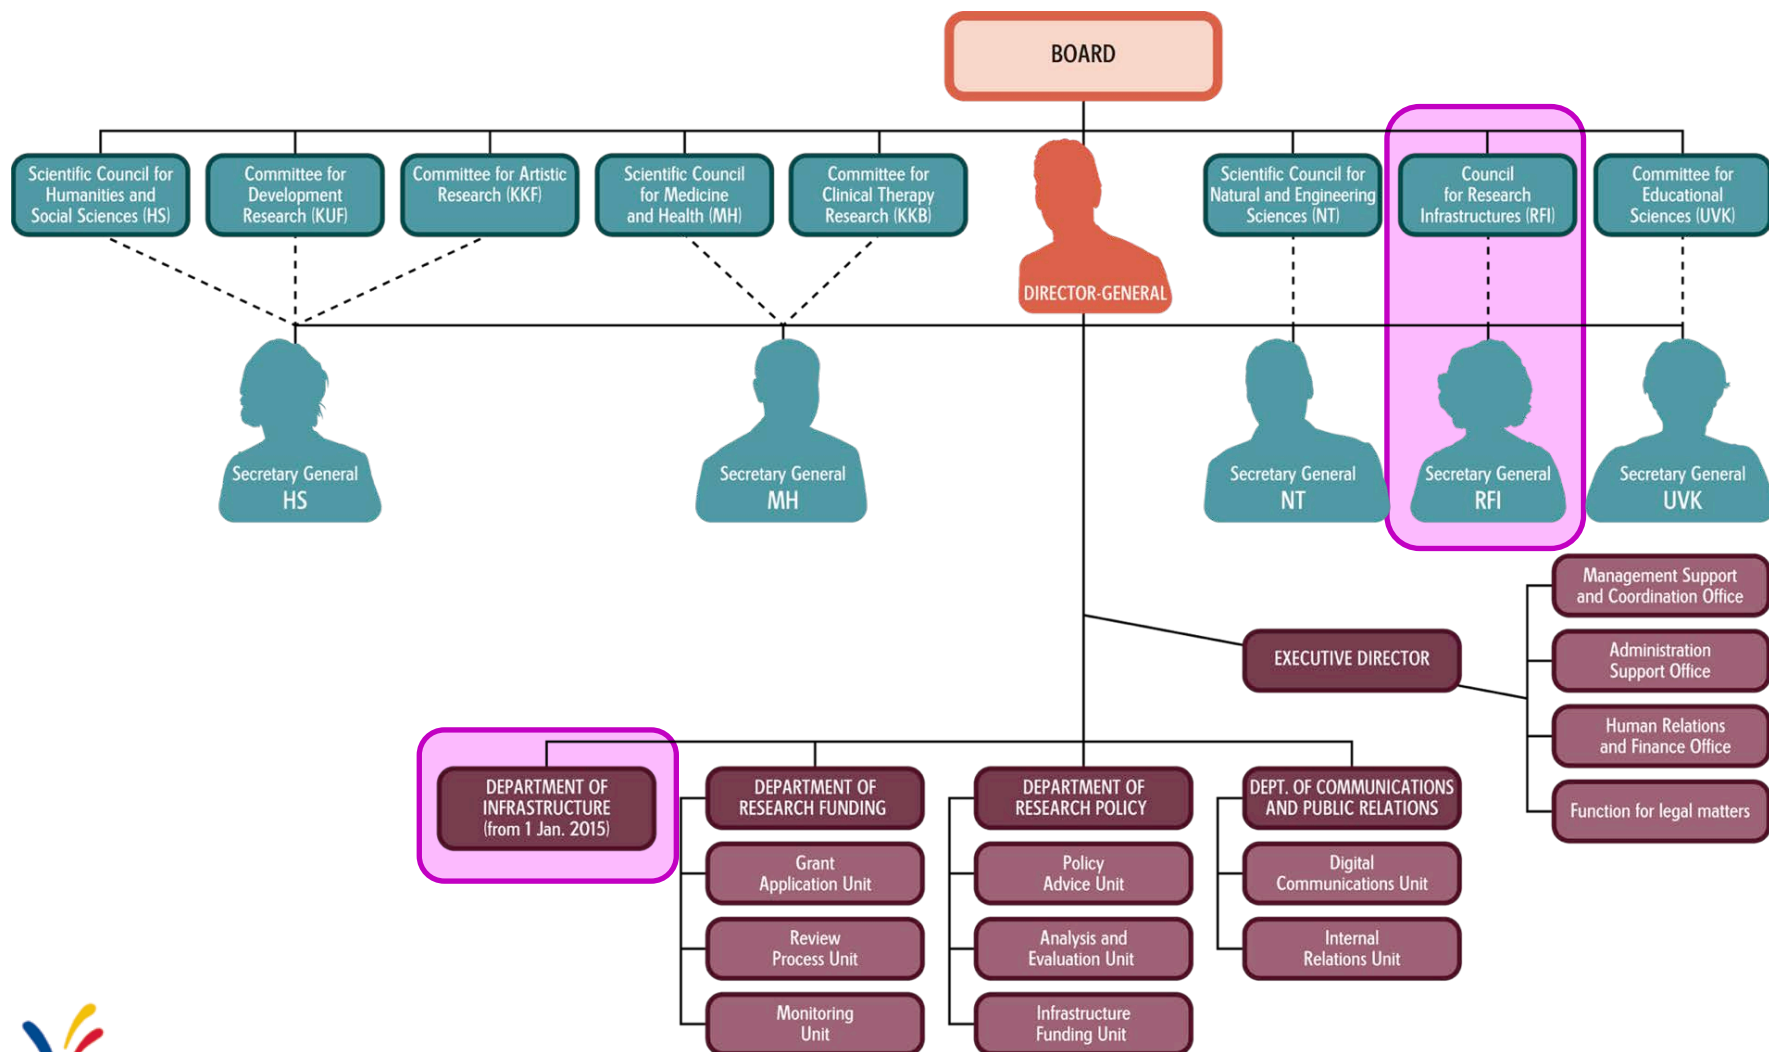 BOARD
Scientific Council for
Humanities and
Social Sciences (HS)
Committee for
Development
Research (KUF)
Committee for Artistic
Research (KKF)
Scientific Council
for Medicine
and Health (MH)
Committee for
Clinical Therapy
Research (KKB)
DIRECTOR-GENERAL
Scientific Council for
Natural and Engineering
Sciences (NT)
Council
for Research
Infrastructures (RFI)
Committee for
Educational
Sciences (UVK)
Secretary General
HS
Secretary General
MH
Secretary General
NT
Secretary General
RFI
Secretary General
UVK
EXECUTIVE DIRECTOR
Management Support
and Coordination Office
Administration
Support Office
Human Relations
and Finance Office
Function for legal matters
DEPARTMENT OF
INFRASTRUCTURE
(from 1 Jan. 2015)
DEPARTMENT OF
RESEARCH FUNDING
Grant
Application Unit
Review
Process Unit
Monitoring
Unit
DEPARTMENT OF
RESEARCH POLICY
Policy
Advice Unit
Analysis and
Evaluation Unit
Infrastructure
Funding Unit
DEPT. OF COMMUNICATIONS
AND PUBLIC RELATIONS
Digital
Communications Unit
Internal
Relations Unit